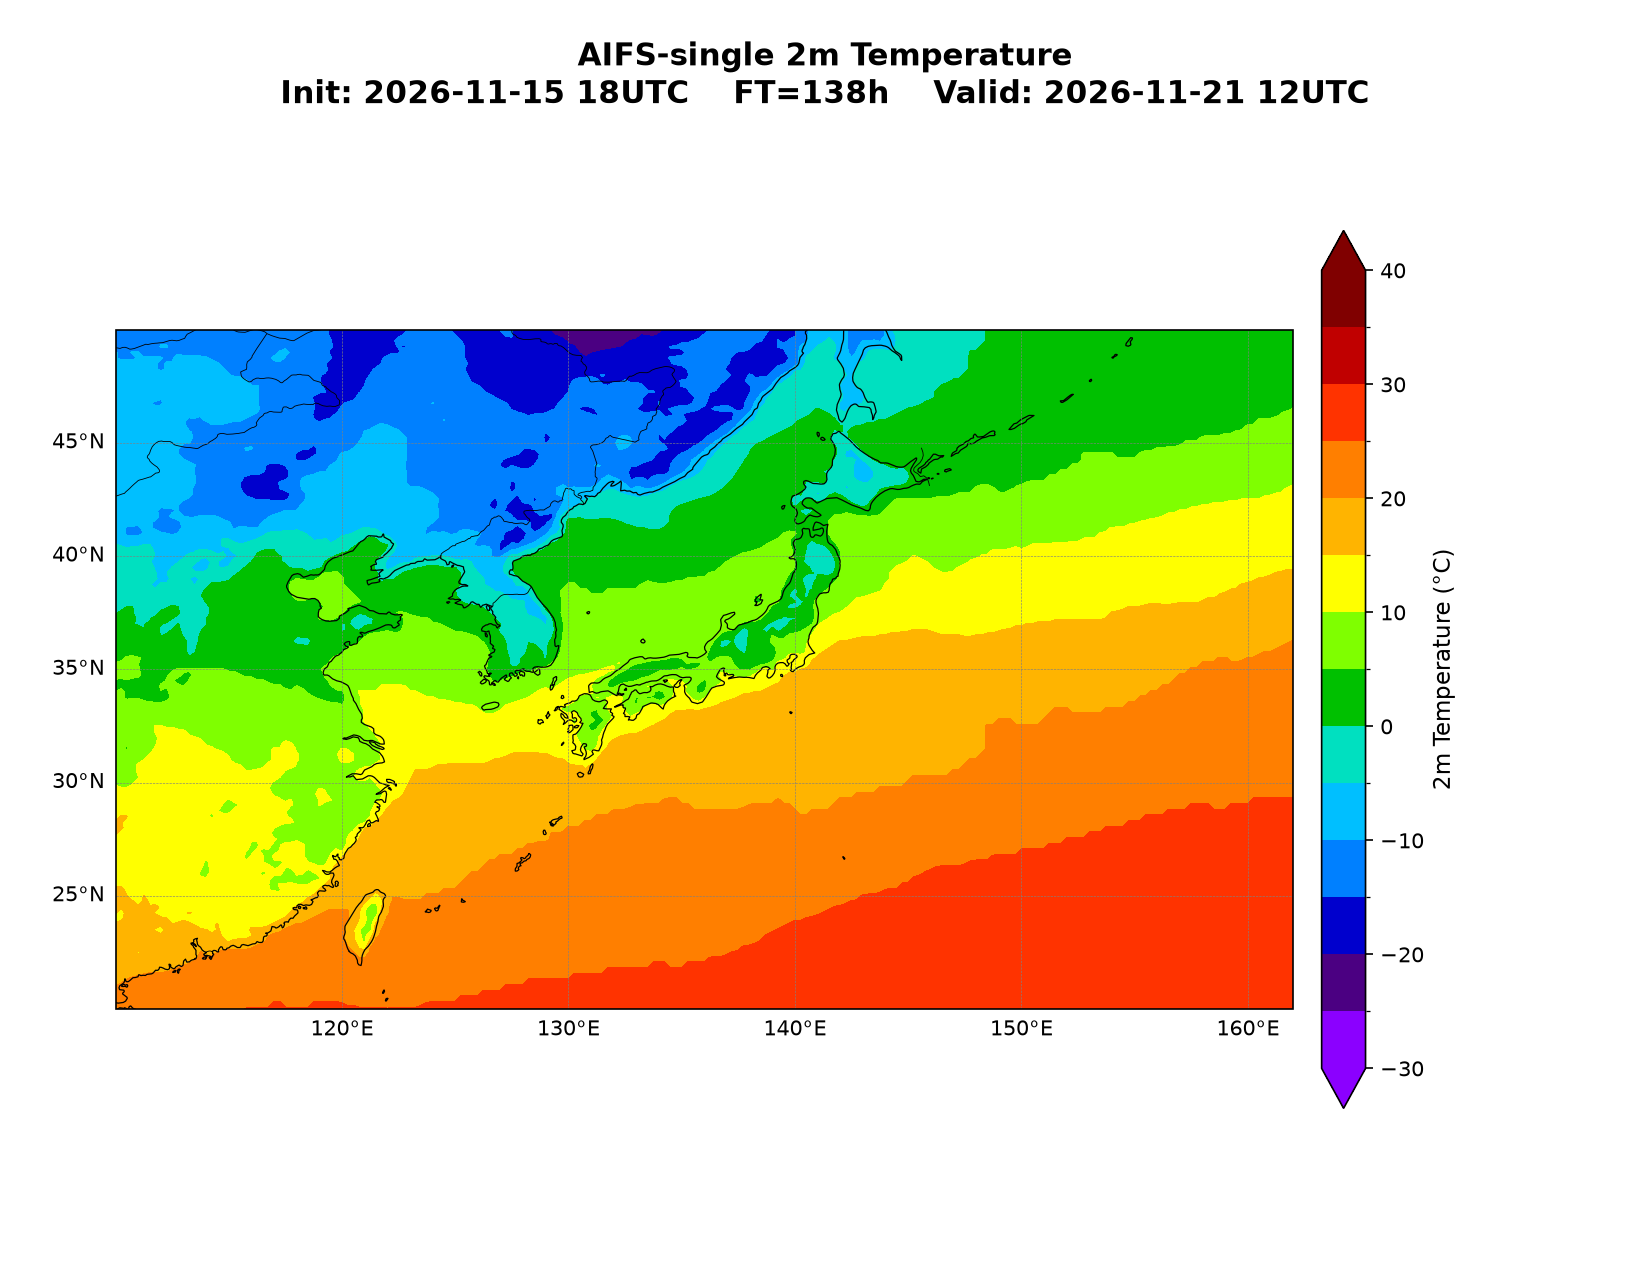 AIFS-single 2m Temperature
Init: 2026-11-15 18UTC    FT=138h    Valid: 2026-11-21 12UTC
45°N
40°N
35°N
30°N
25°N
120°E
130°E
140°E
150°E
160°E
40
30
20
10
0
−10
−20
−30
2m Temperature (°C)